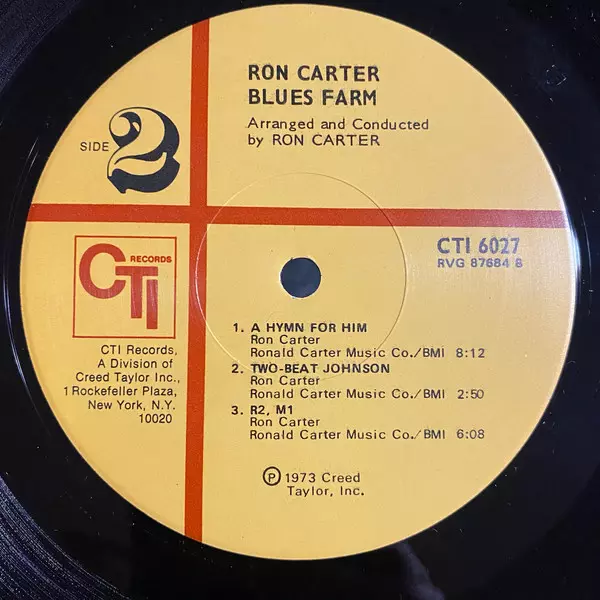 RON CARTER
BLUES FARM
Arranged and Conducted
by RON CARTER
SIDE 2
CTI 6027
RVG 87684 B
RECORDS
CTI
CTI Records,
A Division of
Creed Taylor Inc.,
1 Rockefeller Plaza,
New York, N.Y.
10020
1. A HYMN FOR HIM
Ron Carter
Ronald Carter Music Co./BMI 8:12
2. TWO-BEAT JOHNSON
Ron Carter
Ronald Carter Music Co./BMI 2:50
3. R2, M1
Ron Carter
Ronald Carter Music Co./BMI 6:08
Ⓟ 1973 Creed
Taylor, Inc.